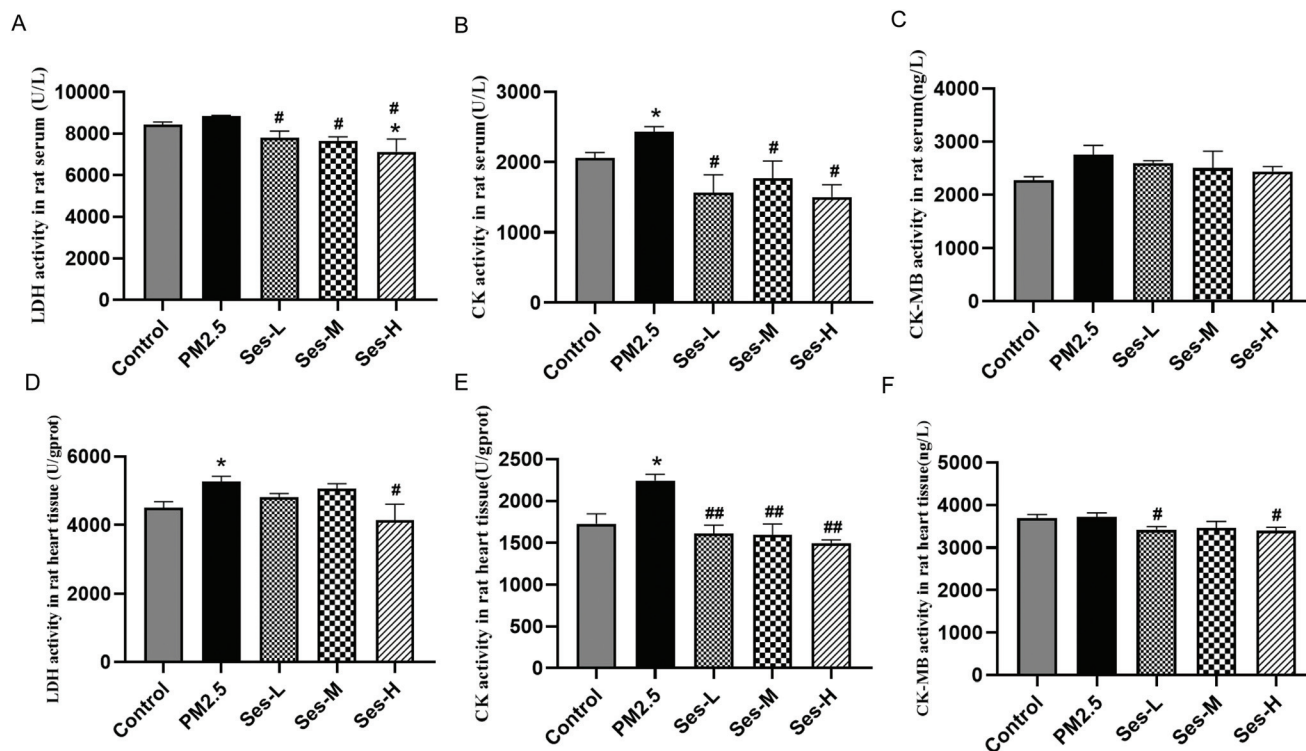 A
LDH activity in rat serum (U/L)
10000
8000
6000
4000
2000
0
#
#
#
*
Control
PM2.5
Ses-L
Ses-M
Ses-H
B
CK activity in rat serum(U/L)
3000
2000
1000
0
*
#
#
#
Control
PM2.5
Ses-L
Ses-M
Ses-H
C
CK-MB activity in rat serum(ng/L)
4000
3000
2000
1000
0
Control
PM2.5
Ses-L
Ses-M
Ses-H
D
LDH activity in rat heart tissue (U/gprot)
6000
4000
2000
0
*
#
Control
PM2.5
Ses-L
Ses-M
Ses-H
E
CK activity in rat heart tissue(U/gprot)
2500
2000
1500
1000
500
0
*
##
##
##
Control
PM2.5
Ses-L
Ses-M
Ses-H
F
CK-MB activity in rat heart tissue(ng/L)
5000
4000
3000
2000
1000
0
#
#
Control
PM2.5
Ses-L
Ses-M
Ses-H